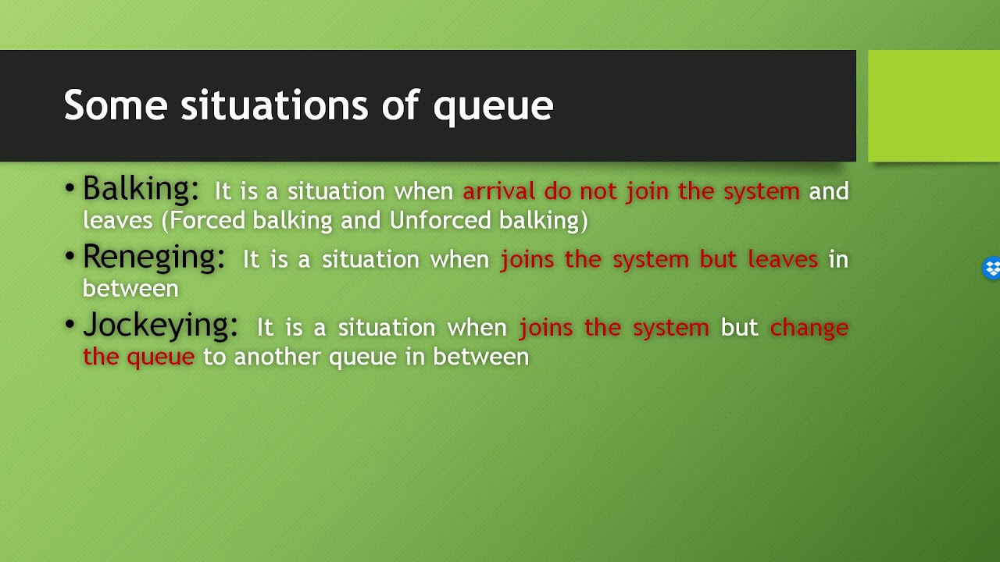 Some situations of queue
• Balking: It is a situation when arrival do not join the system and
leaves (Forced balking and Unforced balking)
• Reneging: It is a situation when joins the system but leaves in
between
• Jockeying: It is a situation when joins the system but change
the queue to another queue in between